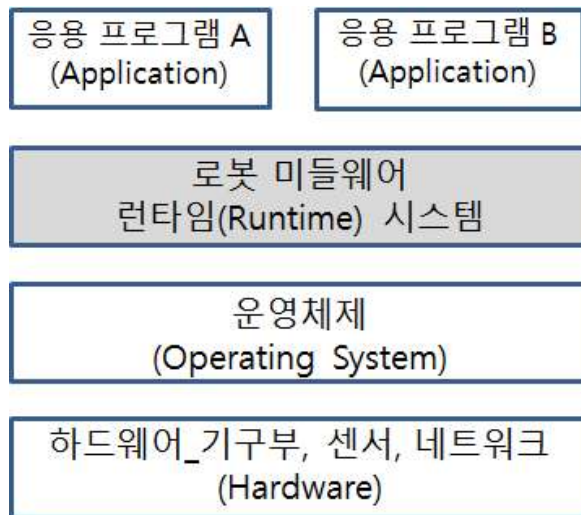 응용 프로그램 A
(Application)
응용 프로그램 B
(Application)
로봇 미들웨어
런타임(Runtime) 시스템
운영체제
(Operating System)
하드웨어_기구부, 센서, 네트워크
(Hardware)